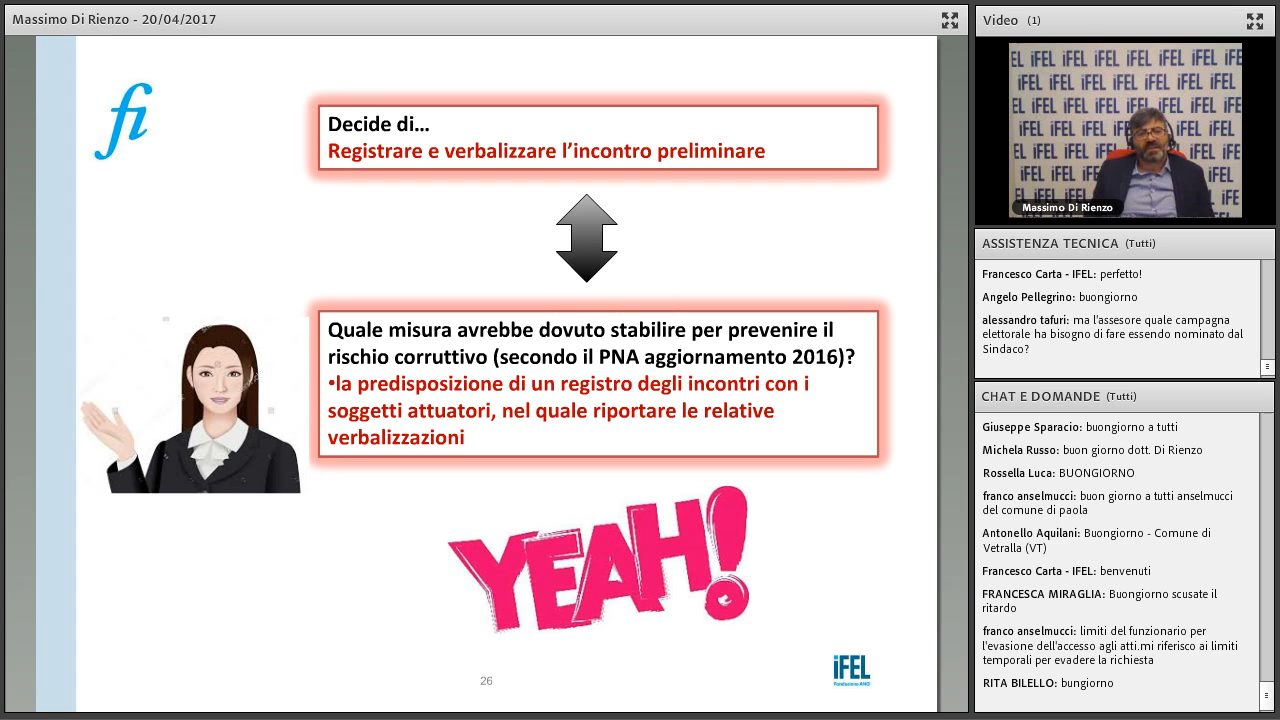 Massimo Di Rienzo - 20/04/2017
fi
Decide di...
Registrare e verbalizzare l'incontro preliminare
Quale misura avrebbe dovuto stabilire per prevenire il
rischio corruttivo (secondo il PNA aggiornamento 2016)?
•la predisposizione di un registro degli incontri con i
soggetti attuatori, nel quale riportare le relative
verbalizzazioni
YEAH!
26
iFEL
Fondazione ANCI
Video (1)
iFEL
Massimo Di Rienzo
ASSISTENZA TECNICA (Tutti)
Francesco Carta - IFEL: perfetto!
Angelo Pellegrino: buongiorno
alessandro tafuri: ma l'assesore quale campagna
elettorale ha bisogno di fare essendo nominato dal
Sindaco?
CHAT E DOMANDE (Tutti)
Giuseppe Sparacio: buongiorno a tutti
Michela Russo: buon giorno dott. Di Rienzo
Rossella Luca: BUONGIORNO
franco anselmucci: buon giorno a tutti anselmucci
del comune di paola
Antonello Aquilani: Buongiorno - Comune di
Vetralla (VT)
Francesco Carta - IFEL: benvenuti
FRANCESCA MIRAGLIA: Buongiorno scusate il
ritardo
franco anselmucci: limiti del funzionario per
l'evasione dell'accesso agli atti.mi riferisco ai limiti
temporali per evadere la richiesta
RITA BILELLO: bungiorno